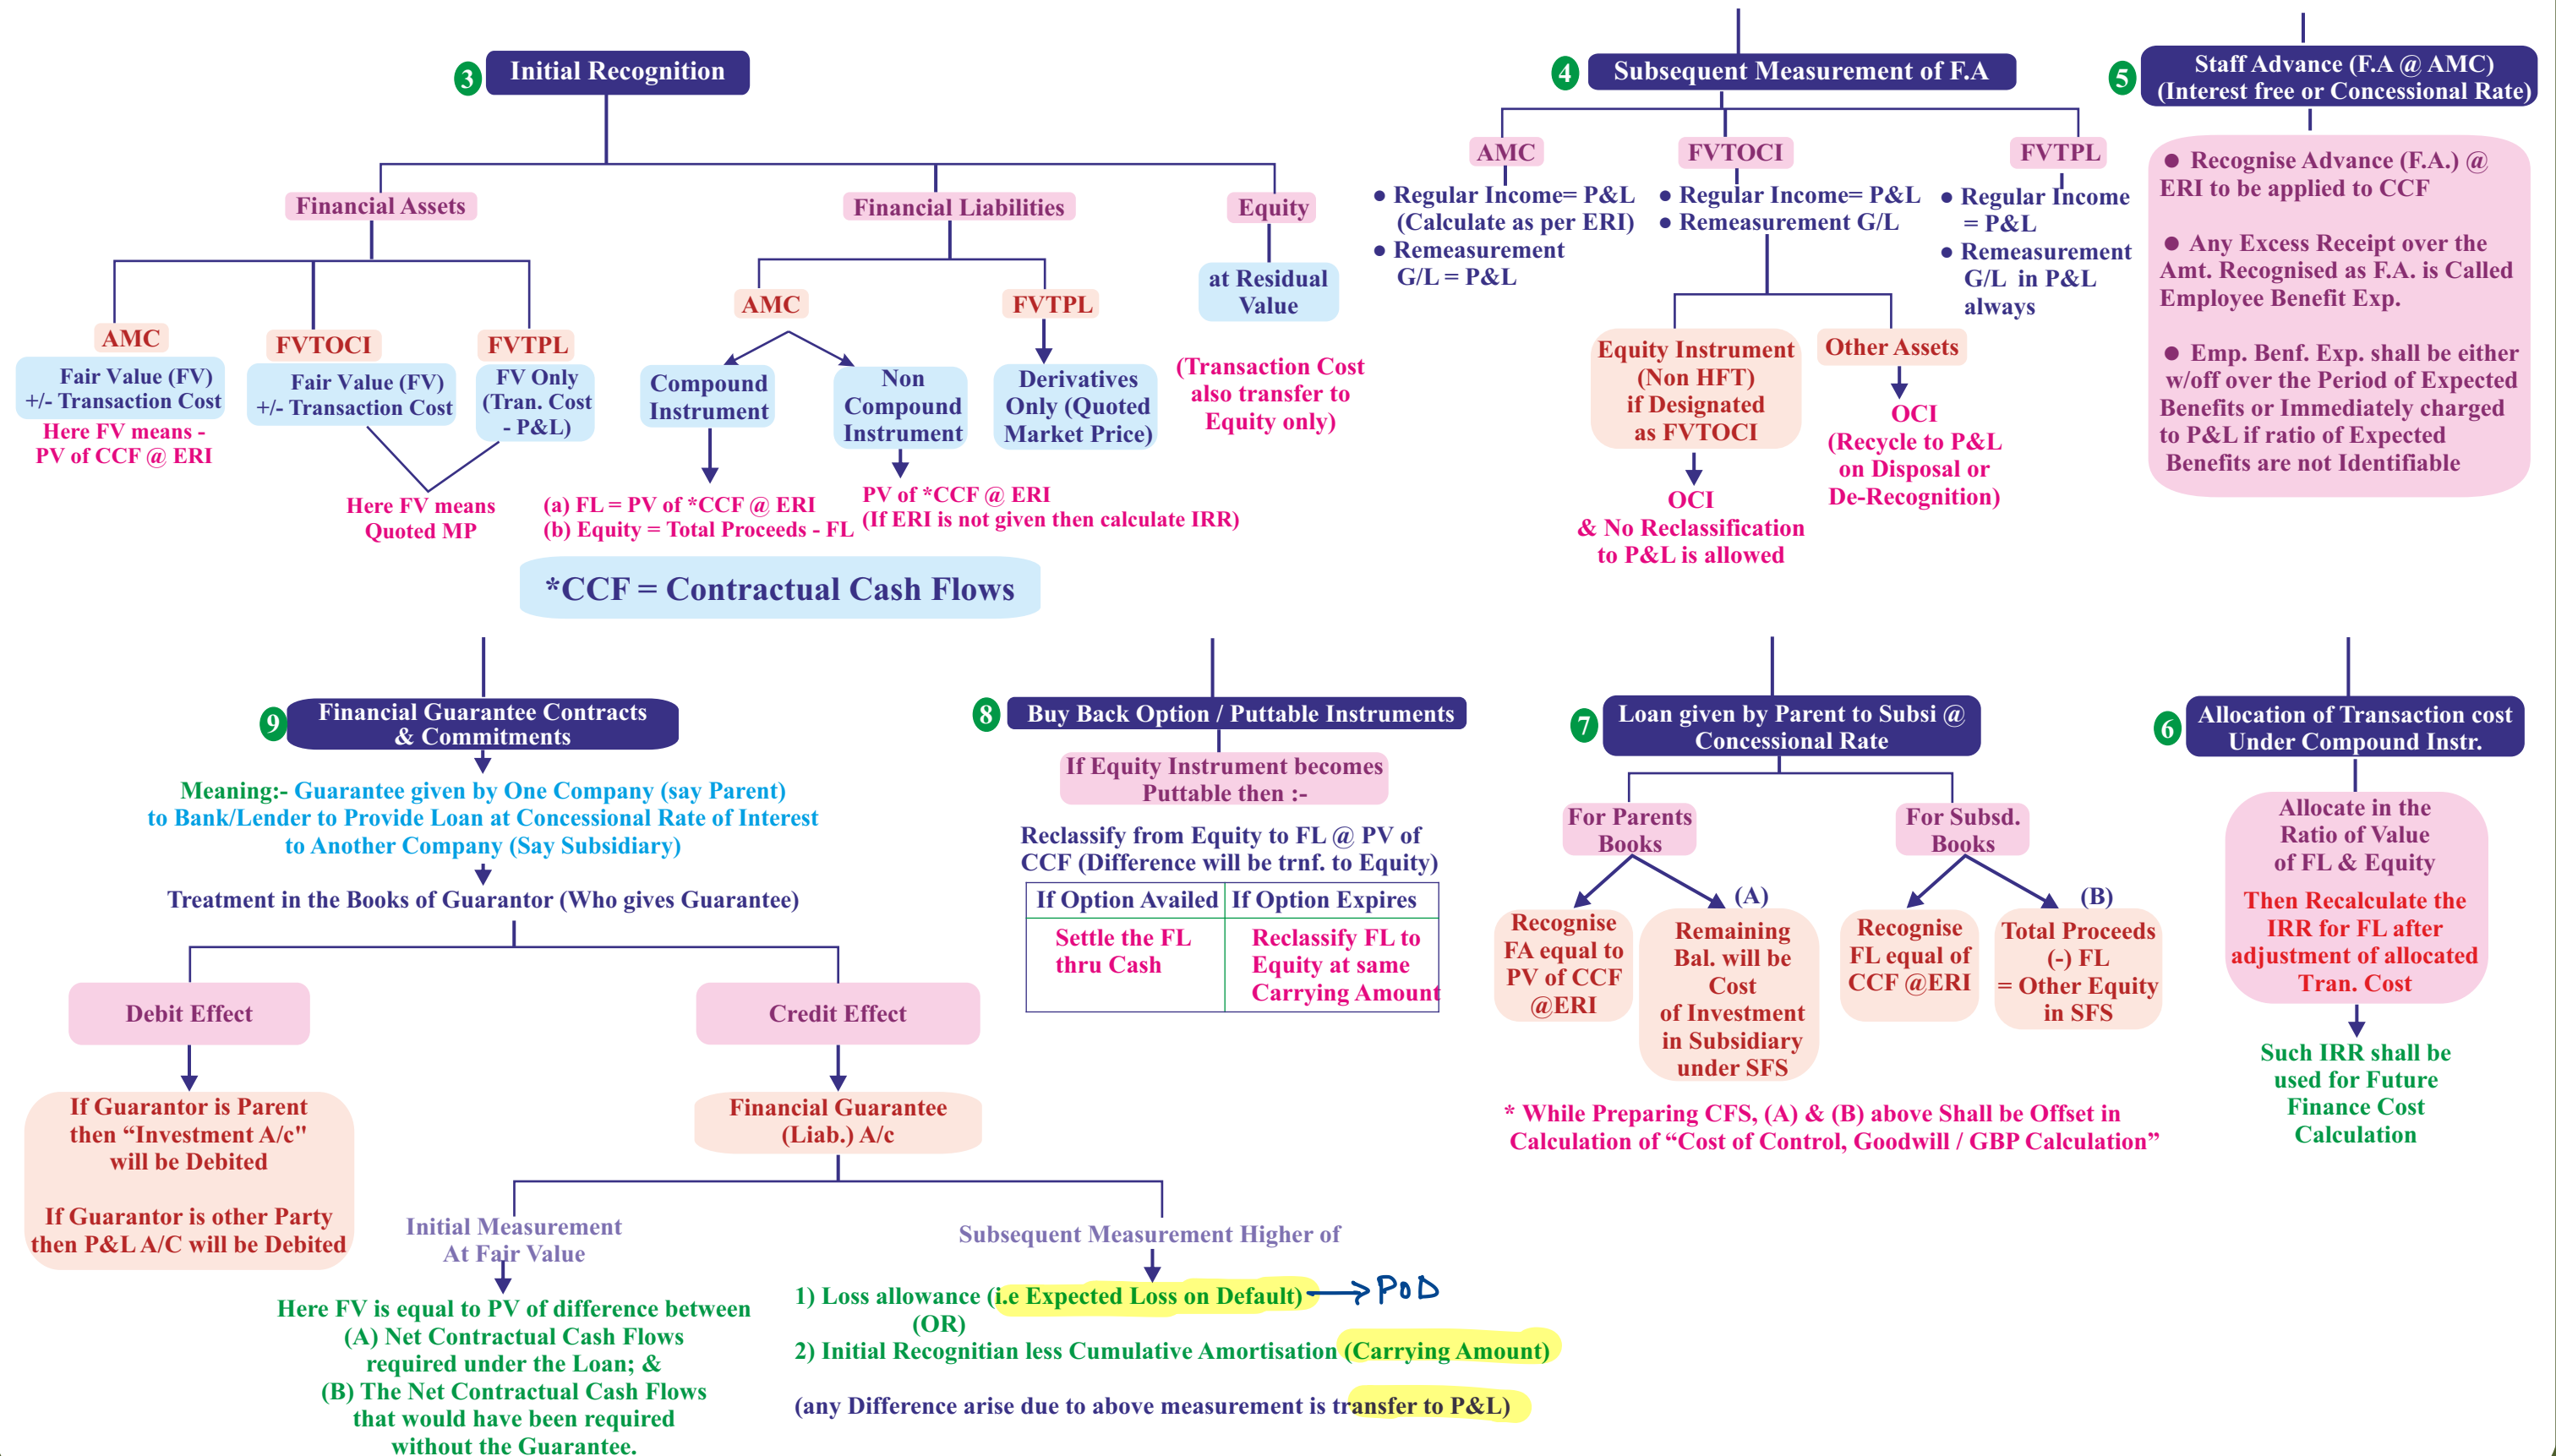 3
Initial Recognition
Financial Assets
AMC
Fair Value (FV)
+/- Transaction Cost
Here FV means -
PV of CCF @ ERI
FVTOCI
Fair Value (FV)
+/- Transaction Cost
FVTPL
FV Only
(Tran. Cost
- P&L)
Here FV means
Quoted MP
Financial Liabilities
AMC
Compound
Instrument
(a) FL = PV of *CCF @ ERI
(b) Equity = Total Proceeds - FL
Non
Compound
Instrument
PV of *CCF @ ERI
(If ERI is not given then calculate IRR)
FVTPL
Derivatives
Only (Quoted
Market Price)
Equity
at Residual
Value
(Transaction Cost
also transfer to
Equity only)
*CCF = Contractual Cash Flows
4
Subsequent Measurement of F.A
AMC
● Regular Income= P&L
(Calculate as per ERI)
● Remeasurement
G/L = P&L
FVTOCI
● Regular Income= P&L
● Remeasurement G/L
Equity Instrument
(Non HFT)
if Designated
as FVTOCI
OCI
& No Reclassification
to P&L is allowed
Other Assets
OCI
(Recycle to P&L
on Disposal or
De-Recognition)
FVTPL
● Regular Income
= P&L
● Remeasurement
G/L in P&L
always
5
Staff Advance (F.A @ AMC)
(Interest free or Concessional Rate)
● Recognise Advance (F.A.) @
ERI to be applied to CCF
● Any Excess Receipt over the
Amt. Recognised as F.A. is Called
Employee Benefit Exp.
● Emp. Benf. Exp. shall be either
w/off over the Period of Expected
Benefits or Immediately charged
to P&L if ratio of Expected
Benefits are not Identifiable
9
Financial Guarantee Contracts
& Commitments
Meaning:- Guarantee given by One Company (say Parent)
to Bank/Lender to Provide Loan at Concessional Rate of Interest
to Another Company (Say Subsidiary)
Treatment in the Books of Guarantor (Who gives Guarantee)
Debit Effect
If Guarantor is Parent
then “Investment A/c"
will be Debited
If Guarantor is other Party
then P&L A/C will be Debited
Credit Effect
Financial Guarantee
(Liab.) A/c
Initial Measurement
At Fair Value
Here FV is equal to PV of difference between
(A) Net Contractual Cash Flows
required under the Loan; &
(B) The Net Contractual Cash Flows
that would have been required
without the Guarantee.
Subsequent Measurement Higher of
1) Loss allowance (i.e Expected Loss on Default) POD
(OR)
2) Initial Recognitian less Cumulative Amortisation (Carrying Amount)
(any Difference arise due to above measurement is transfer to P&L)
8
Buy Back Option / Puttable Instruments
If Equity Instrument becomes
Puttable then :-
Reclassify from Equity to FL @ PV of
CCF (Difference will be trnf. to Equity)
If Option Availed
If Option Expires
Settle the FL
thru Cash
Reclassify FL to
Equity at same
Carrying Amount
7
Loan given by Parent to Subsi @
Concessional Rate
For Parents
Books
Recognise
FA equal to
PV of CCF
@ERI
(A)
Remaining
Bal. will be
Cost
of Investment
in Subsidiary
under SFS
For Subsd.
Books
Recognise
FL equal of
CCF @ERI
(B)
Total Proceeds
(-) FL
= Other Equity
in SFS
* While Preparing CFS, (A) & (B) above Shall be Offset in
Calculation of “Cost of Control, Goodwill / GBP Calculation”
6
Allocation of Transaction cost
Under Compound Instr.
Allocate in the
Ratio of Value
of FL & Equity
Then Recalculate the
IRR for FL after
adjustment of allocated
Tran. Cost
Such IRR shall be
used for Future
Finance Cost
Calculation